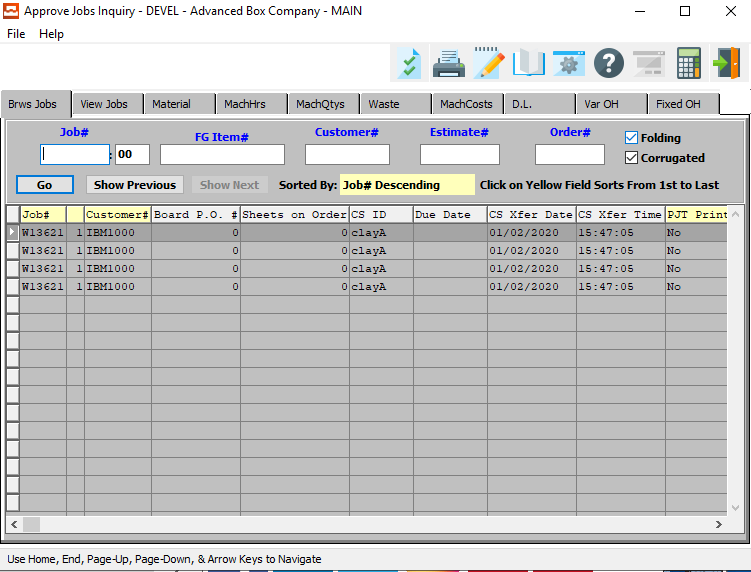 Approve Jobs Inquiry - DEVEL - Advanced Box Company - MAIN
File Help
Brws Jobs View Jobs Material MachHrs MachQtys Waste MachCosts D.L. Var OH Fixed OH
Job# FG Item# Customer# Estimate# Order# Folding
: 00 Corrugated
Go Show Previous Show Next Sorted By: Job# Descending Click on Yellow Field Sorts From 1st to Last
Job# Customer# Board P.O. # Sheets on Order CS ID Due Date CS Xfer Date CS Xfer Time PJT Print
W13621 1 IBM1000 0 0 clayA 01/02/2020 15:47:05 No
W13621 1 IBM1000 0 0 clayA 01/02/2020 15:47:05 No
W13621 1 IBM1000 0 0 clayA 01/02/2020 15:47:05 No
W13621 1 IBM1000 0 0 clayA 01/02/2020 15:47:05 No
Use Home, End, Page-Up, Page-Down, & Arrow Keys to Navigate